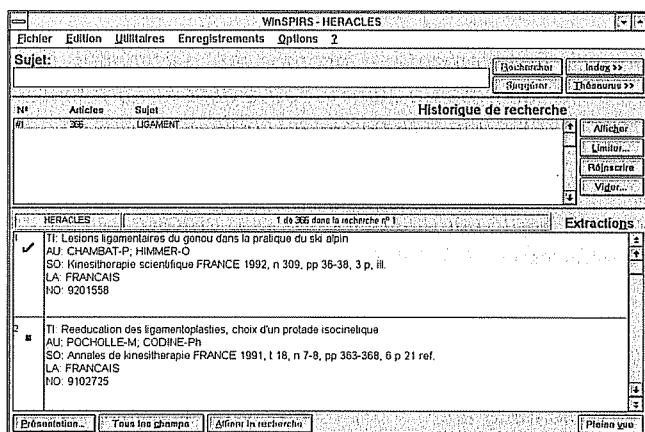 WinSPIRS - HERACLES
Fichier Edition Utilitaires Enregistrements Options ?
Sujet:
Rechercher Index >>
Suggérer Thésaurus >>
N° Articles Sujet Historique de recherche
#1 366 LIGAMENT
Afficher
Limiter...
Réinscrire
Vider...
HERACLES 1 de 366 dans la recherche n° 1 Extractions
1 TI: Lesions ligamentaires du genou dans la pratique du ski alpin
AU: CHAMBAT-P; HIMMER-O
SO: Kinesitherapie scientifique FRANCE 1992, n 309, pp 36-38, 3 p, ill.
LA: FRANCAIS
NO: 9201558
2 TI: Reeducation des ligamentoplasties, choix d'un protade isocinetique
AU: POCHOLLE-M; CODINE-Ph
SO: Annales de kinesitherapie FRANCE 1991, t 18, n 7-8, pp 363-368, 6 p 21 ref.
LA: FRANCAIS
NO: 9102725
Présentation... Tous les champs Affiner la recherche Pleine vue